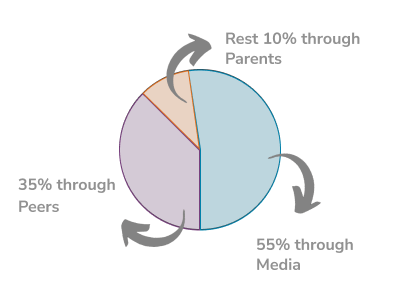 Rest 10% through
Parents
35% through
Peers
55% through
Media